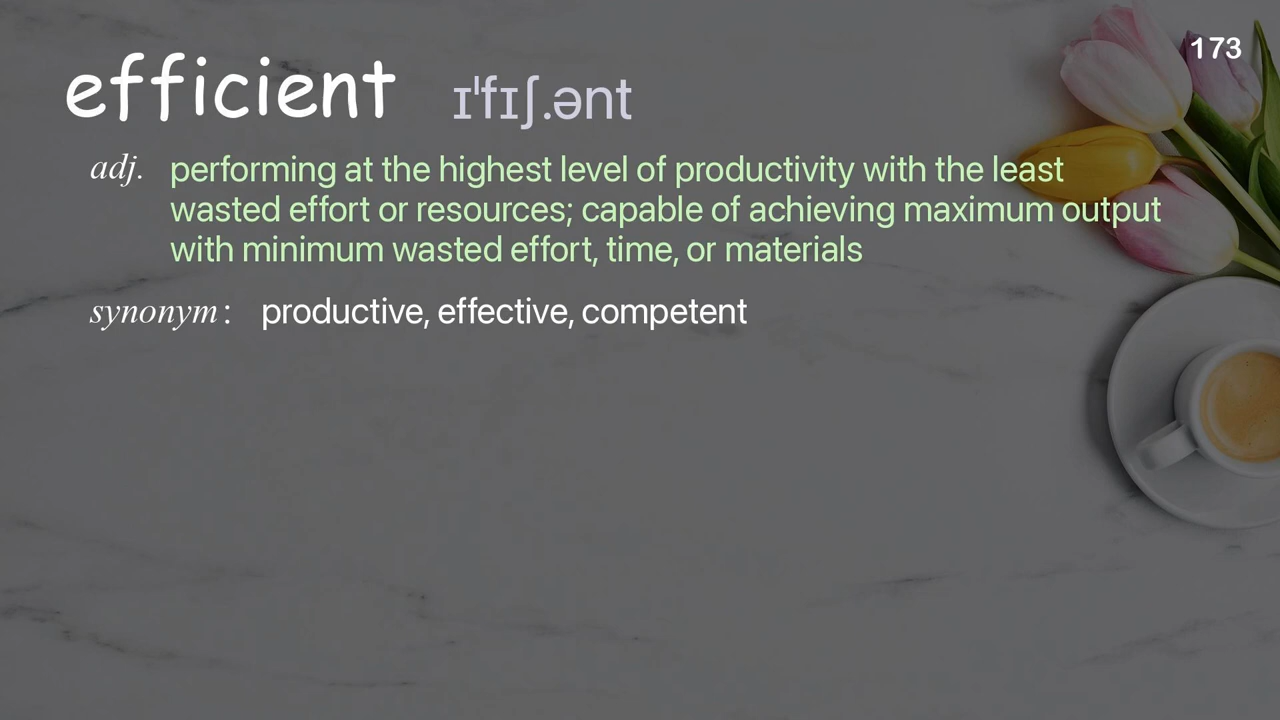 173
efficient ɪˈfɪʃ.ənt
adj. performing at the highest level of productivity with the least
wasted effort or resources; capable of achieving maximum output
with minimum wasted effort, time, or materials
synonym : productive, effective, competent